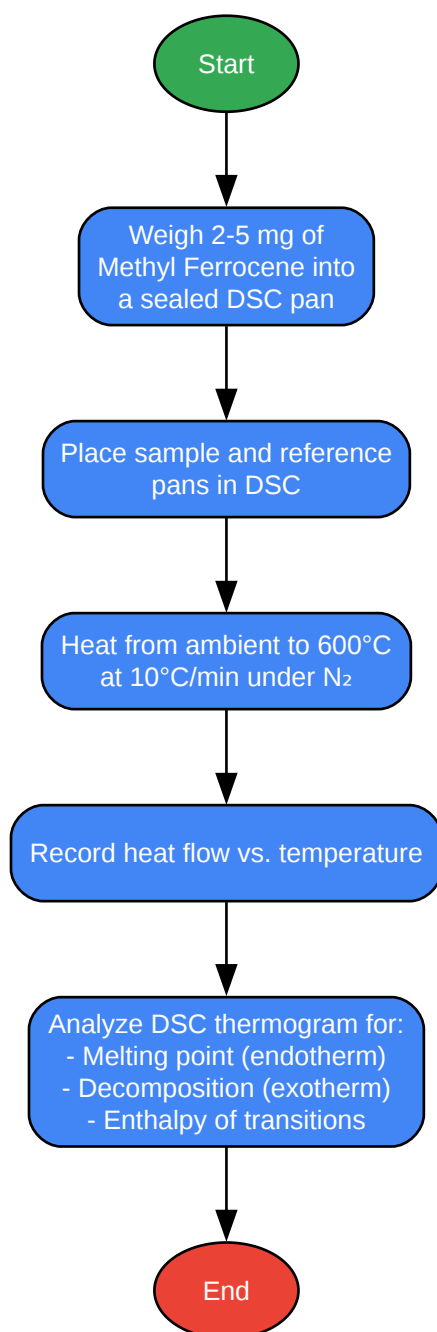 Start
Weigh 2-5 mg of
Methyl Ferrocene into
a sealed DSC pan
Place sample and reference
pans in DSC
Heat from ambient to 600°C
at 10°C/min under N₂
Record heat flow vs. temperature
Analyze DSC thermogram for:
- Melting point (endotherm)
- Decomposition (exotherm)
- Enthalpy of transitions
End